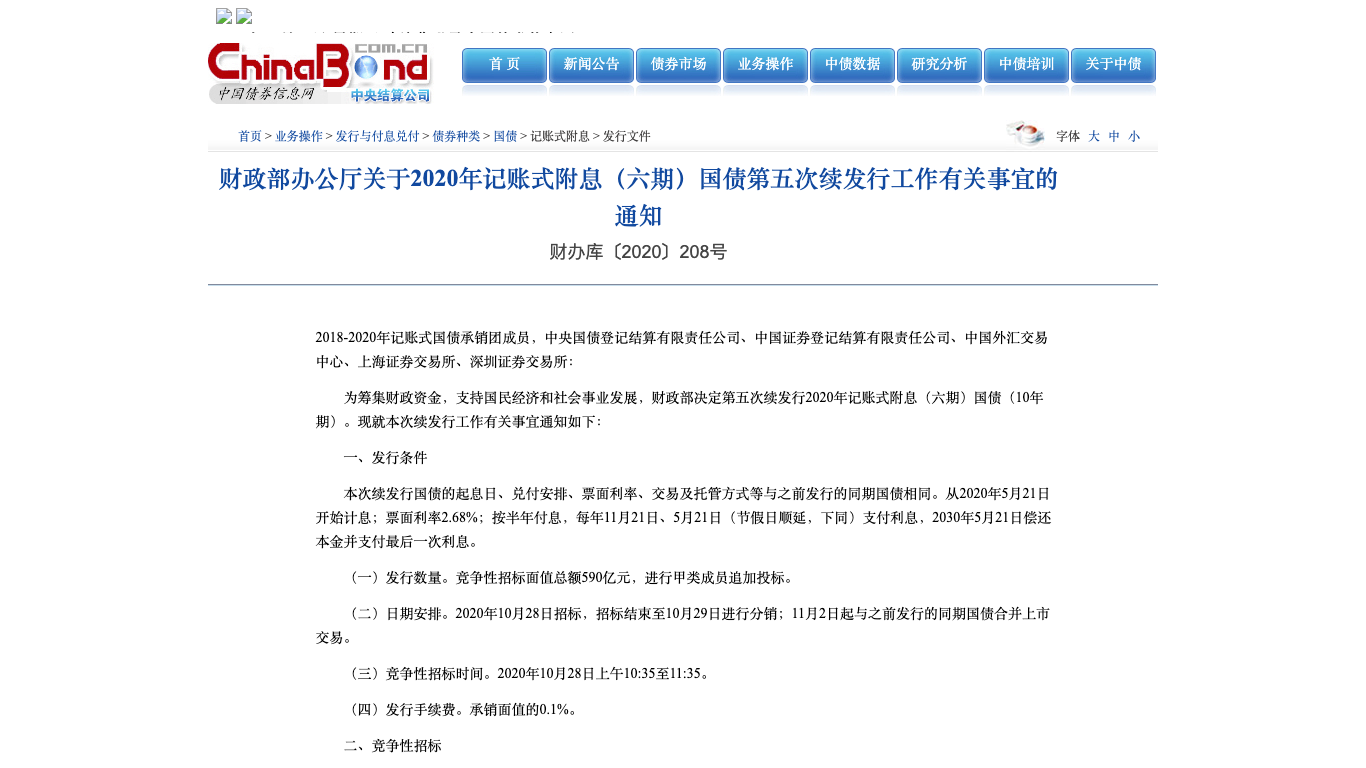 com.cn
ChinaBond
中国债券信息网 中央结算公司
首 页 新闻公告 债券市场 业务操作 中债数据 研究分析 中债培训 关于中债
首页 > 业务操作 > 发行与付息兑付 > 债券种类 > 国债 > 记账式附息 > 发行文件 字体 大 中 小
财政部办公厅关于2020年记账式附息（六期）国债第五次续发行工作有关事宜的
通知
财办库〔2020〕208号
2018-2020年记账式国债承销团成员，中央国债登记结算有限责任公司、中国证券登记结算有限责任公司、中国外汇交易
中心、上海证券交易所、深圳证券交易所：
为筹集财政资金，支持国民经济和社会事业发展，财政部决定第五次续发行2020年记账式附息（六期）国债（10年
期）。现就本次续发行工作有关事宜通知如下：
一、发行条件
本次续发行国债的起息日、兑付安排、票面利率、交易及托管方式等与之前发行的同期国债相同。从2020年5月21日
开始计息；票面利率2.68%；按半年付息，每年11月21日、5月21日（节假日顺延，下同）支付利息，2030年5月21日偿还
本金并支付最后一次利息。
（一）发行数量。竞争性招标面值总额590亿元，进行甲类成员追加投标。
（二）日期安排。2020年10月28日招标，招标结束至10月29日进行分销；11月2日起与之前发行的同期国债合并上市
交易。
（三）竞争性招标时间。2020年10月28日上午10:35至11:35。
（四）发行手续费。承销面值的0.1%。
二、竞争性招标